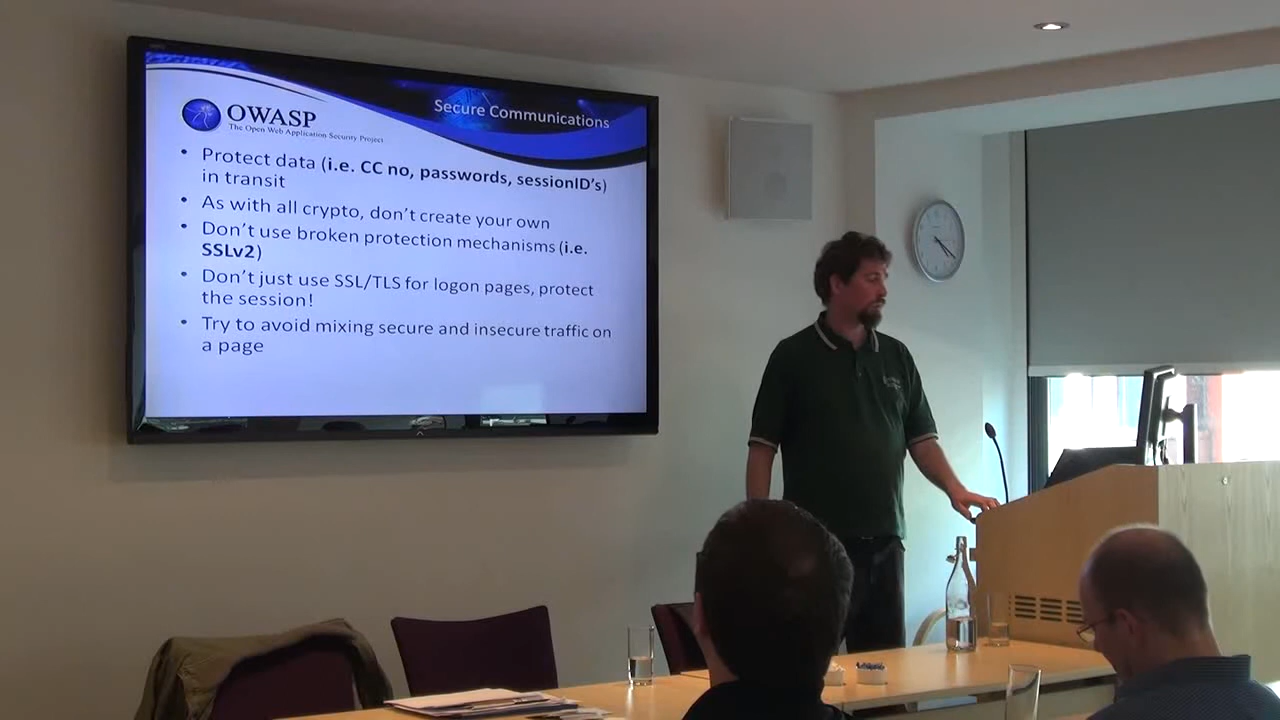 Secure Communications
OWASP
The Open Web Application Security Project
• Protect data (i.e. CC no, passwords, sessionID's)
in transit
• As with all crypto, don't create your own
• Don't use broken protection mechanisms (i.e.
SSLv2)
• Don't just use SSL/TLS for logon pages, protect
the session!
• Try to avoid mixing secure and insecure traffic on
a page